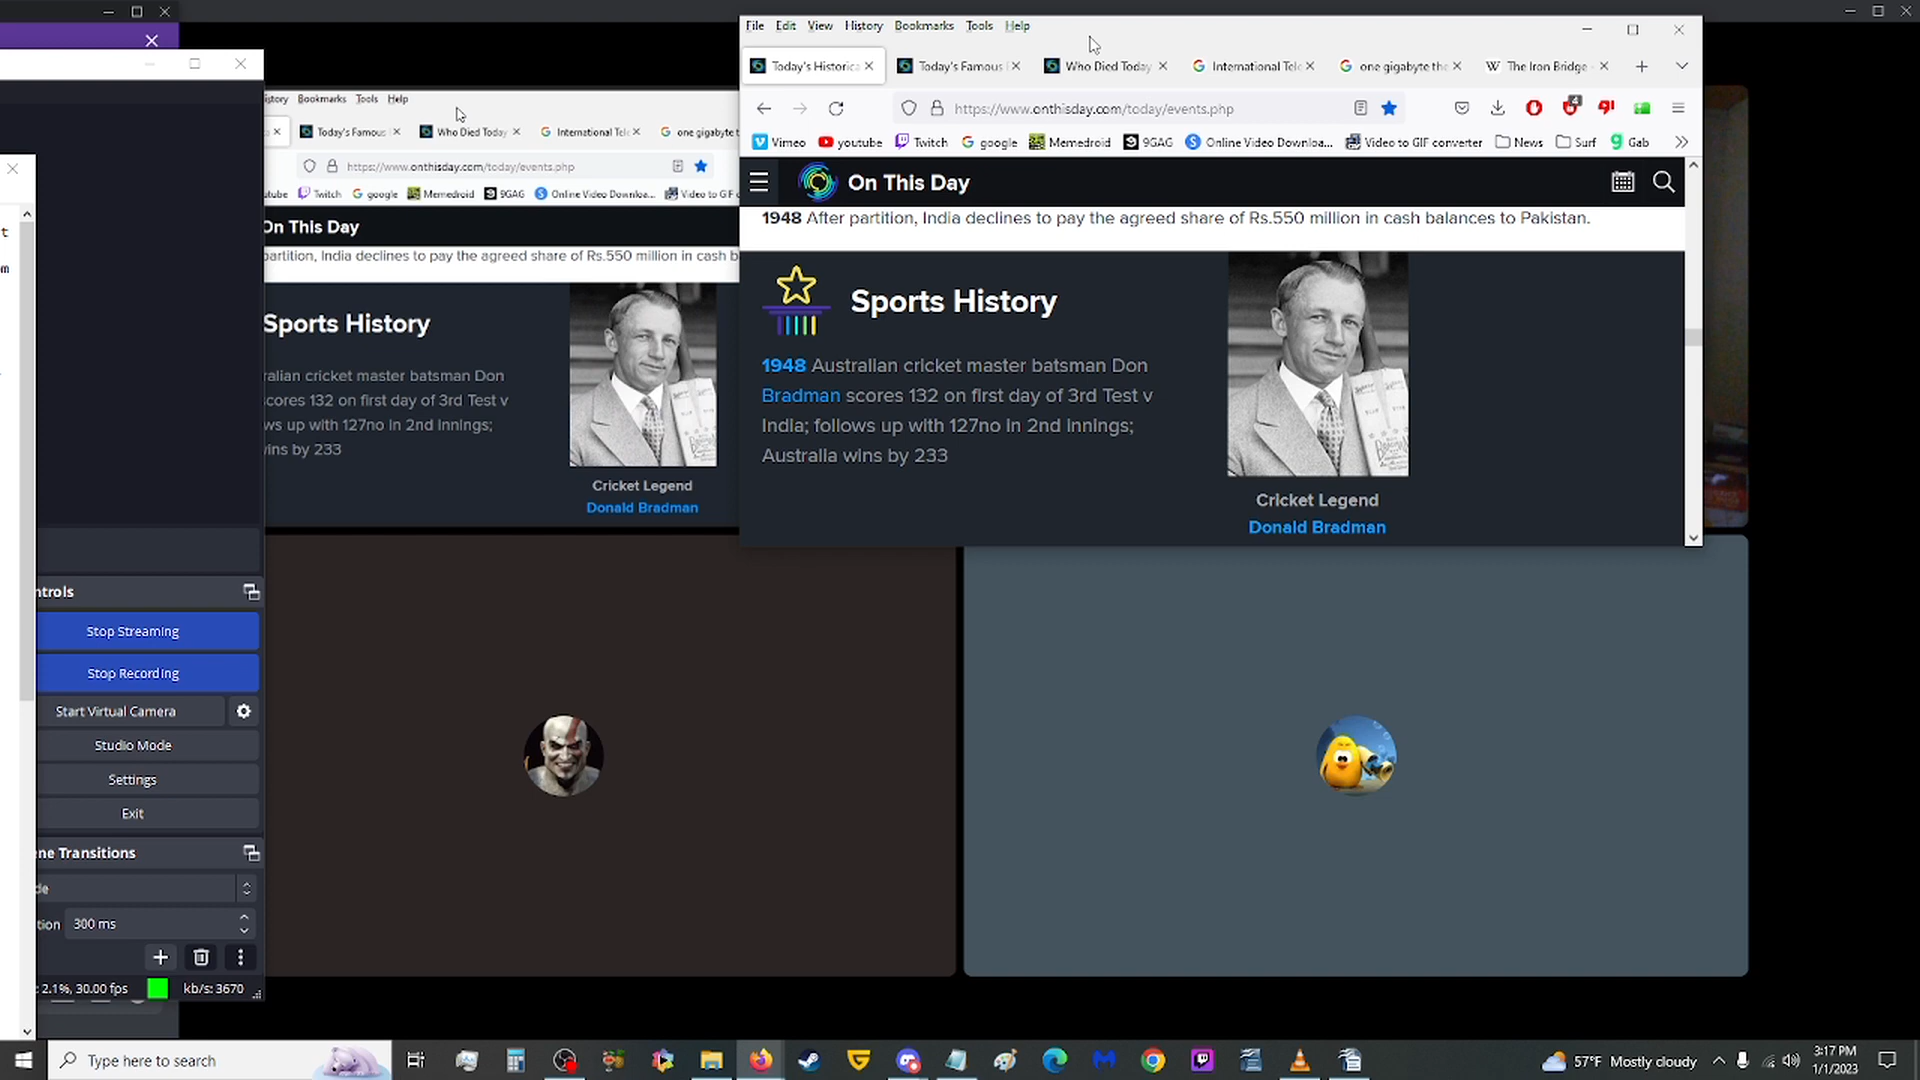 File Edit View History Bookmarks Tools Help
Today's Historica
Today's Famous
Who Died Today
International Tele
one gigabyte the
W The Iron Bridge
https://www.onthisday.com/today/events.php
4
Vimeo youtube Twitch google Memedroid 9GAG Online Video Downloa... Video to GIF converter News Surf Gab
On This Day
1948 After partition, India declines to pay the agreed share of Rs.550 million in cash balances to Pakistan.
Sports History
1948 Australian cricket master batsman Don
Bradman scores 132 on first day of 3rd Test v
India; follows up with 127no in 2nd innings;
Australia wins by 233
Cricket Legend
Donald Bradman
story Bookmarks Tools Help
Today's Famous
Who Died Today
International Tele
one gigabyte t
https://www.onthisday.com/today/events.php
utube Twitch google Memedroid 9GAG Online Video Downloa... Video to GIF c
On This Day
partition, India declines to pay the agreed share of Rs.550 million in cash b
Sports History
ralian cricket master batsman Don
cores 132 on first day of 3rd Test v
ws up with 127no in 2nd innings;
ins by 233
Cricket Legend
Donald Bradman
t
m
ntrols
Stop Streaming
Stop Recording
Start Virtual Camera
Studio Mode
Settings
Exit
ene Transitions
de
tion 300 ms
: 2.1%, 30.00 fps kb/s: 3670
Type here to search
57°F Mostly cloudy
3:17 PM
1/1/2023